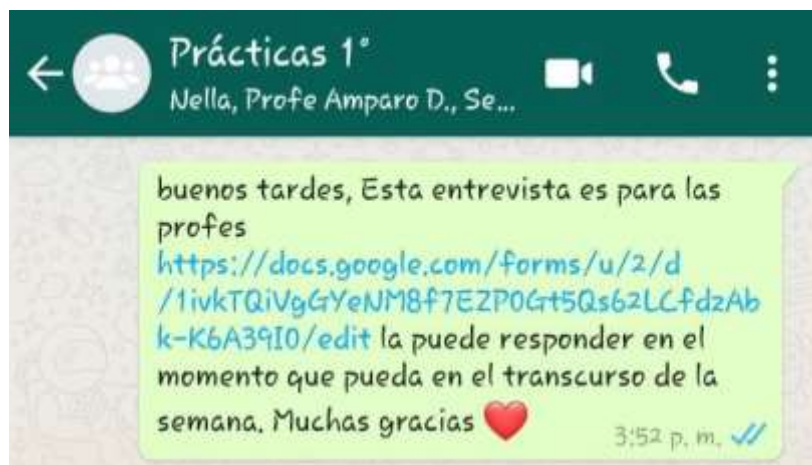 Prácticas 1°
Nella, Profe Amparo D., Se...
buenos tardes, Esta entrevista es para las
profes
https://docs.google.com/forms/u/2/d
/1ivkTQiVgGYeNM8f7EZP0Gt5Qs62LCfdzAb
k-K6A39I0/edit la puede responder en el
momento que pueda en el transcurso de la
semana. Muchas gracias ❤️
3:52 p. m.